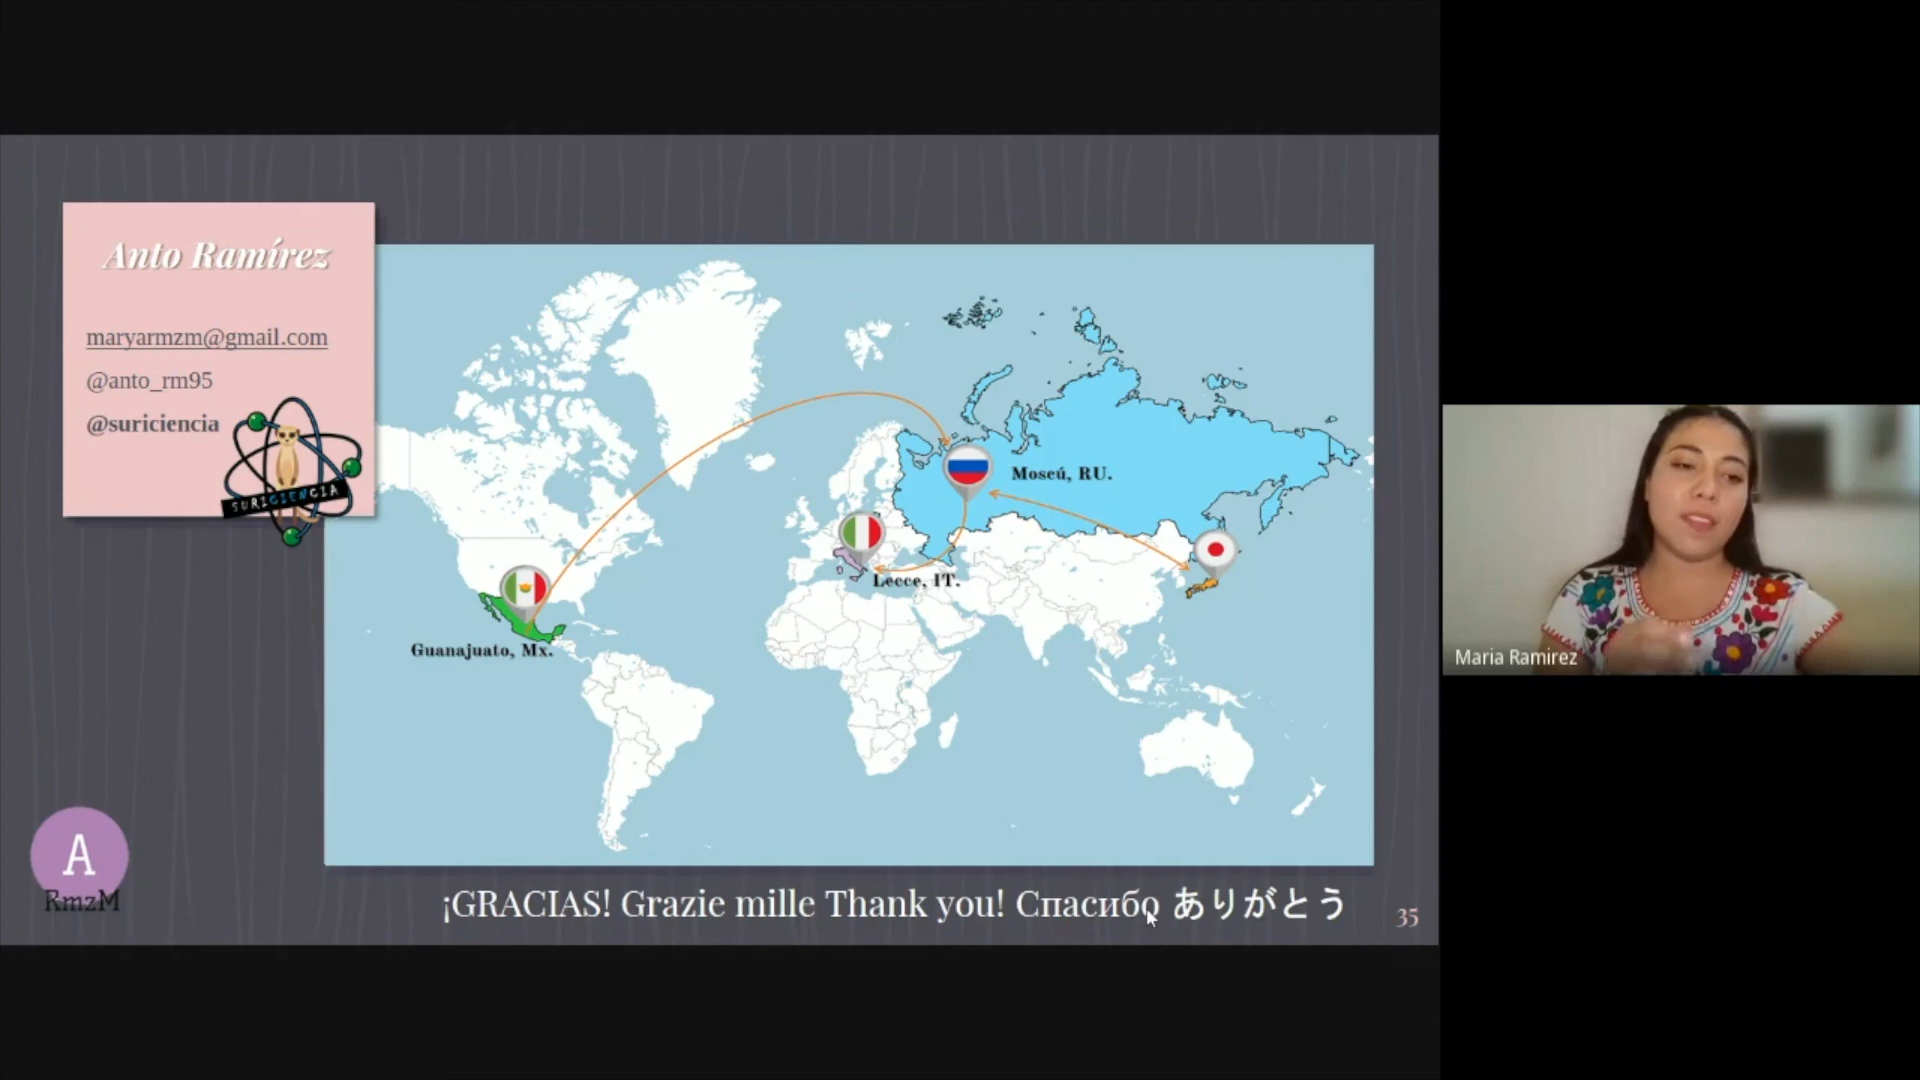 Anto Ramírez
maryarmzm@gmail.com
@anto_rm95
@suriciencia
SURICIENCIA
Moscú, RU.
Lecce, IT.
Guanajuato, Mx.
Maria Ramirez
A
RmzM
¡GRACIAS! Grazie mille Thank you! Спасибо ありがとう
35